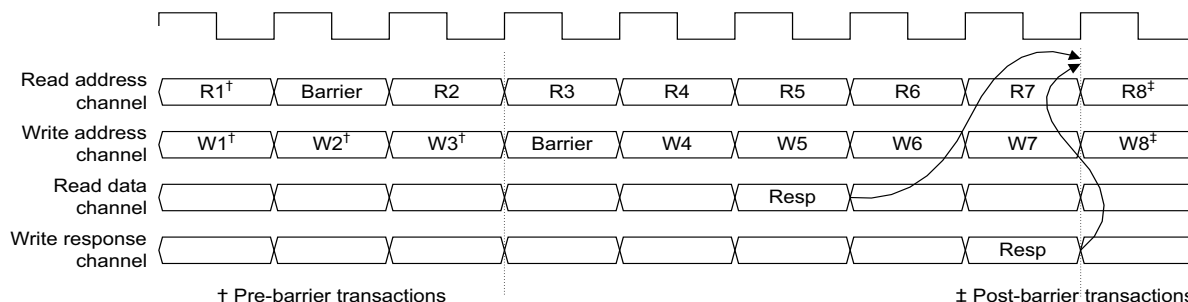 Read address channel R1† Barrier R2 R3 R4 R5 R6 R7 R8‡
Write address channel W1† W2† W3† Barrier W4 W5 W6 W7 W8‡
Read data channel Resp
Write response channel Resp
† Pre-barrier transactions ‡ Post-barrier transactions